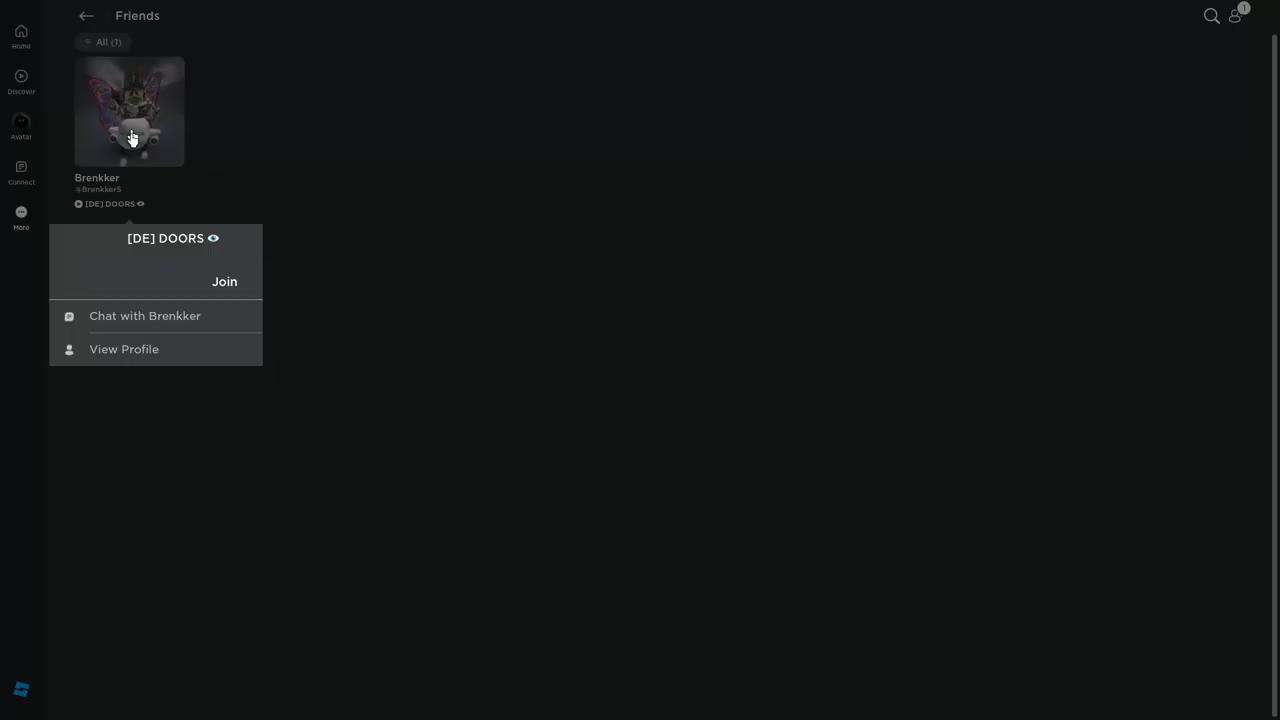 Friends
1
Home
All (1)
Discover
Avatar
Connect
Brenkker
[DE] DOORS
More
[DE] DOORS
Join
Chat with Brenkker
View Profile